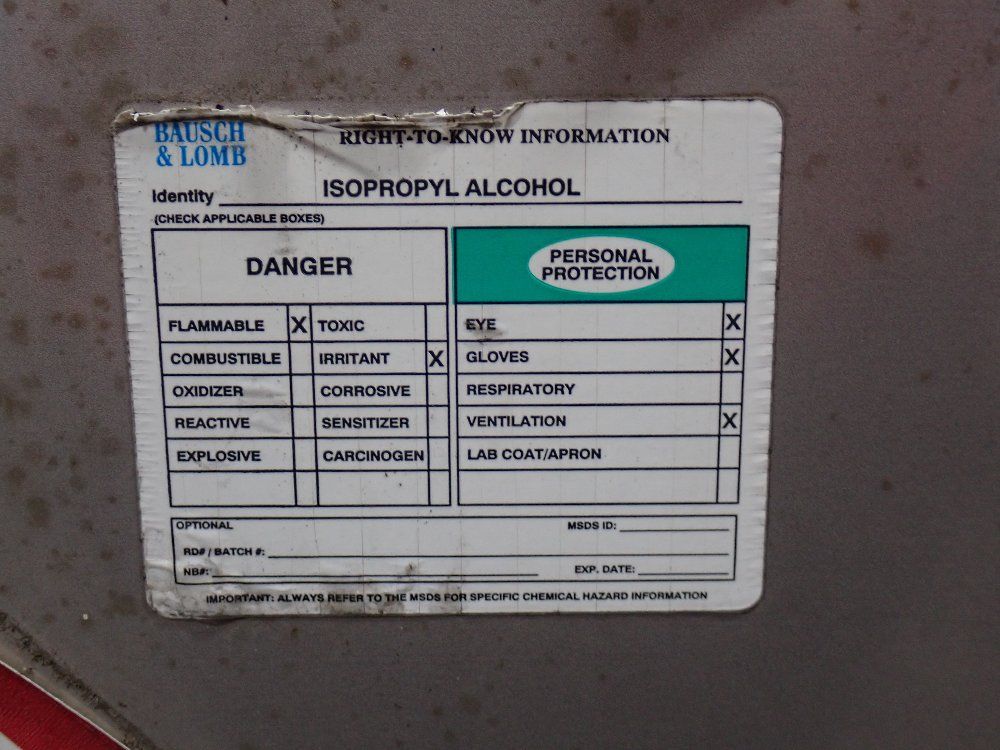 BAUSCH
& LOMB
RIGHT-TO-KNOW INFORMATION
Identity ISOPROPYL ALCOHOL
(CHECK APPLICABLE BOXES)
DANGER
FLAMMABLE X TOXIC
COMBUSTIBLE IRRITANT X
OXIDIZER CORROSIVE
REACTIVE SENSITIZER
EXPLOSIVE CARCINOGEN
PERSONAL
PROTECTION
EYE X
GLOVES X
RESPIRATORY
VENTILATION X
LAB COAT/APRON
OPTIONAL MSDS ID:
RD# / BATCH #:
NB#: EXP. DATE:
IMPORTANT: ALWAYS REFER TO THE MSDS FOR SPECIFIC CHEMICAL HAZARD INFORMATION